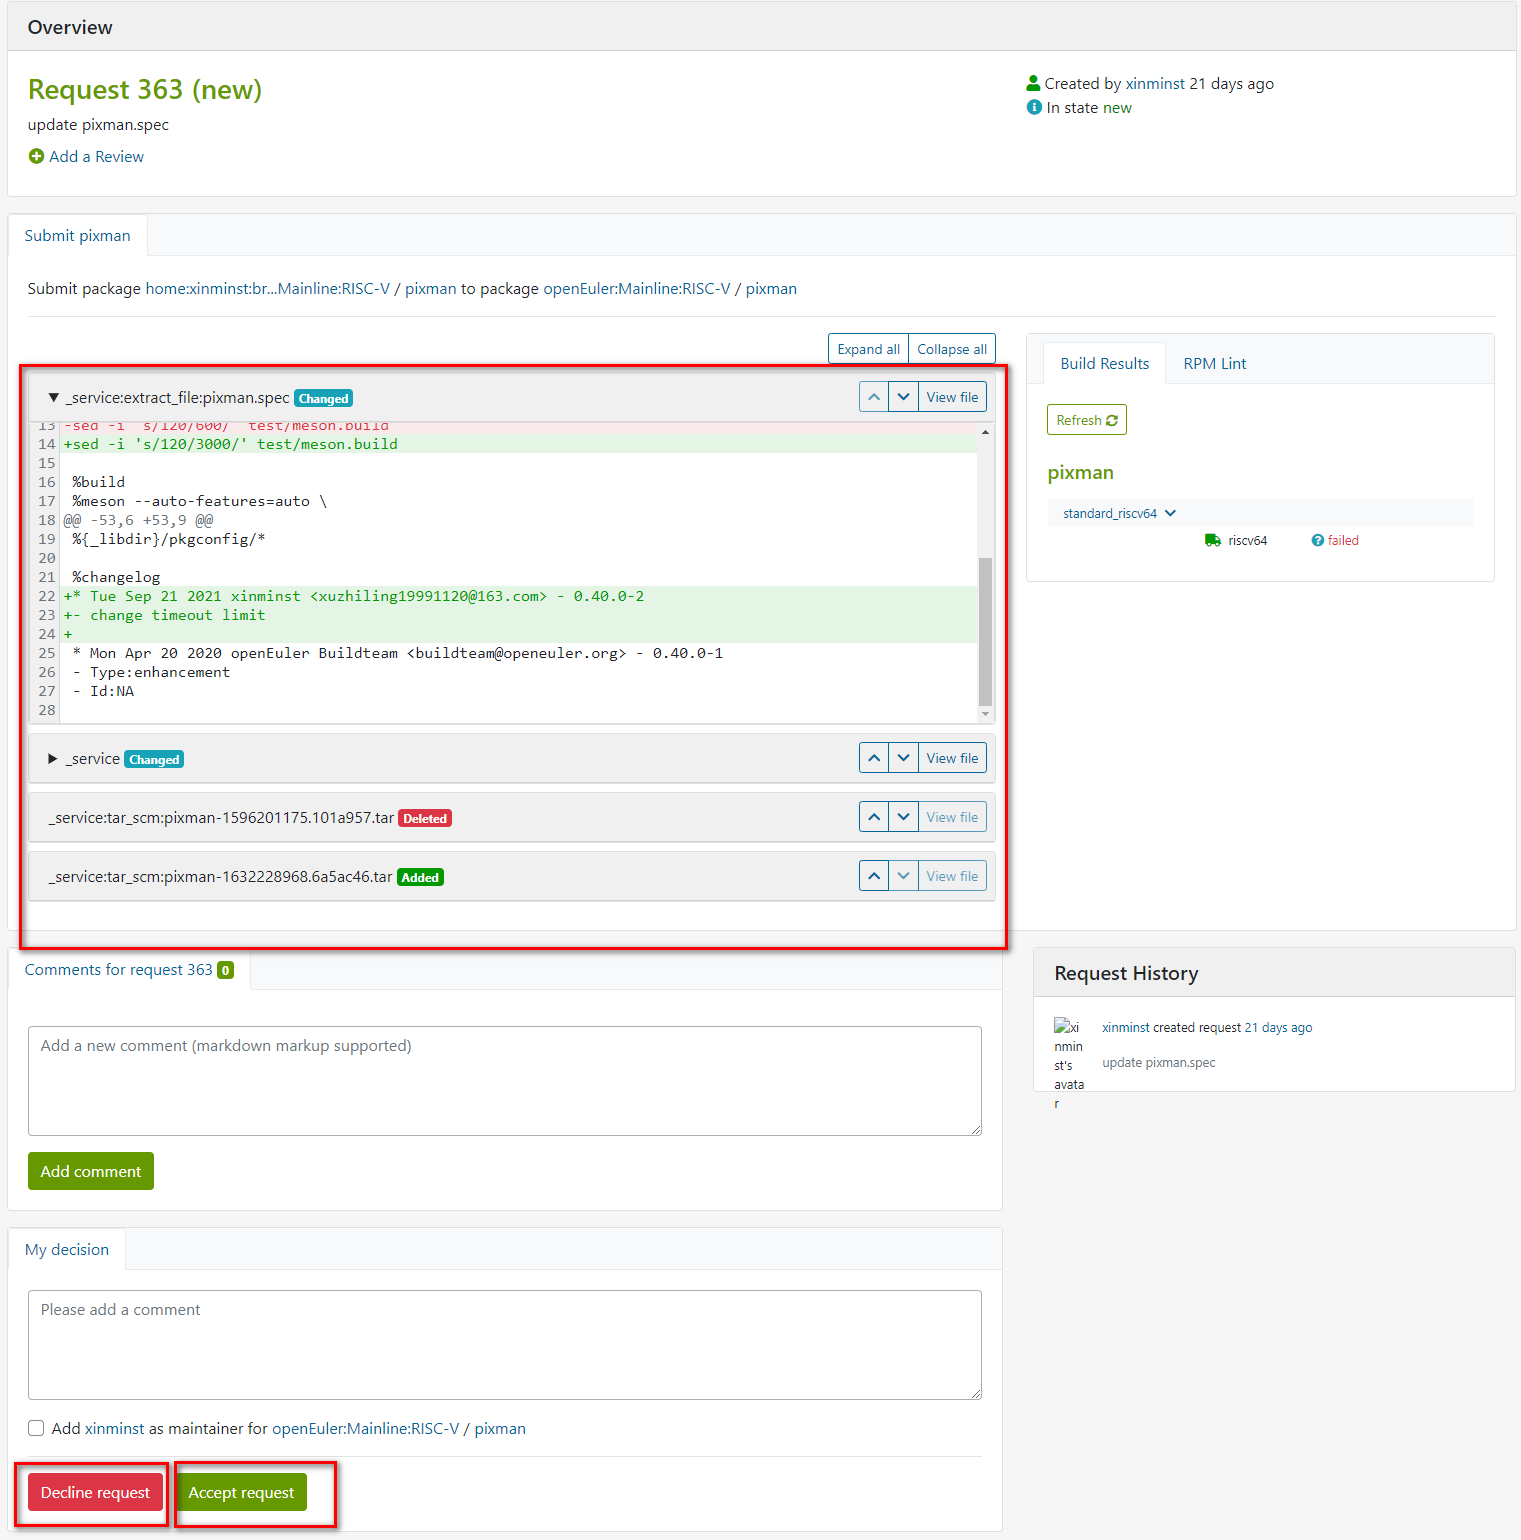 Overview
Request 363 (new)
update pixman.spec
Add a Review
Created by xinminst 21 days ago
In state new
Submit pixman
Submit package home:xinminst:br...Mainline:RISC-V / pixman to package openEuler:Mainline:RISC-V / pixman
Expand all Collapse all
_service:extract_file:pixman.spec Changed View file
13 -sed -i 's/120/600/' test/meson.build
14 +sed -i 's/120/3000/' test/meson.build
15
16 %build
17 %meson --auto-features=auto \
18 @@ -53,6 +53,9 @@
19 %{_libdir}/pkgconfig/*
20
21 %changelog
22 +* Tue Sep 21 2021 xinminst <xuzhiling19991120@163.com> - 0.40.0-2
23 +- change timeout limit
24 +
25 * Mon Apr 20 2020 openEuler Buildteam <buildteam@openeuler.org> - 0.40.0-1
26 - Type:enhancement
27 - Id:NA
28
_service Changed View file
_service:tar_scm:pixman-1596201175.101a957.tar Deleted View file
_service:tar_scm:pixman-1632228968.6a5ac46.tar Added View file
Build Results RPM Lint
Refresh
pixman
standard_riscv64
riscv64 failed
Comments for request 363 0
Add a new comment (markdown markup supported)
Add comment
Request History
xi
nmin
st's
avata
r
xinminst created request 21 days ago
update pixman.spec
My decision
Please add a comment
Add xinminst as maintainer for openEuler:Mainline:RISC-V / pixman
Decline request Accept request